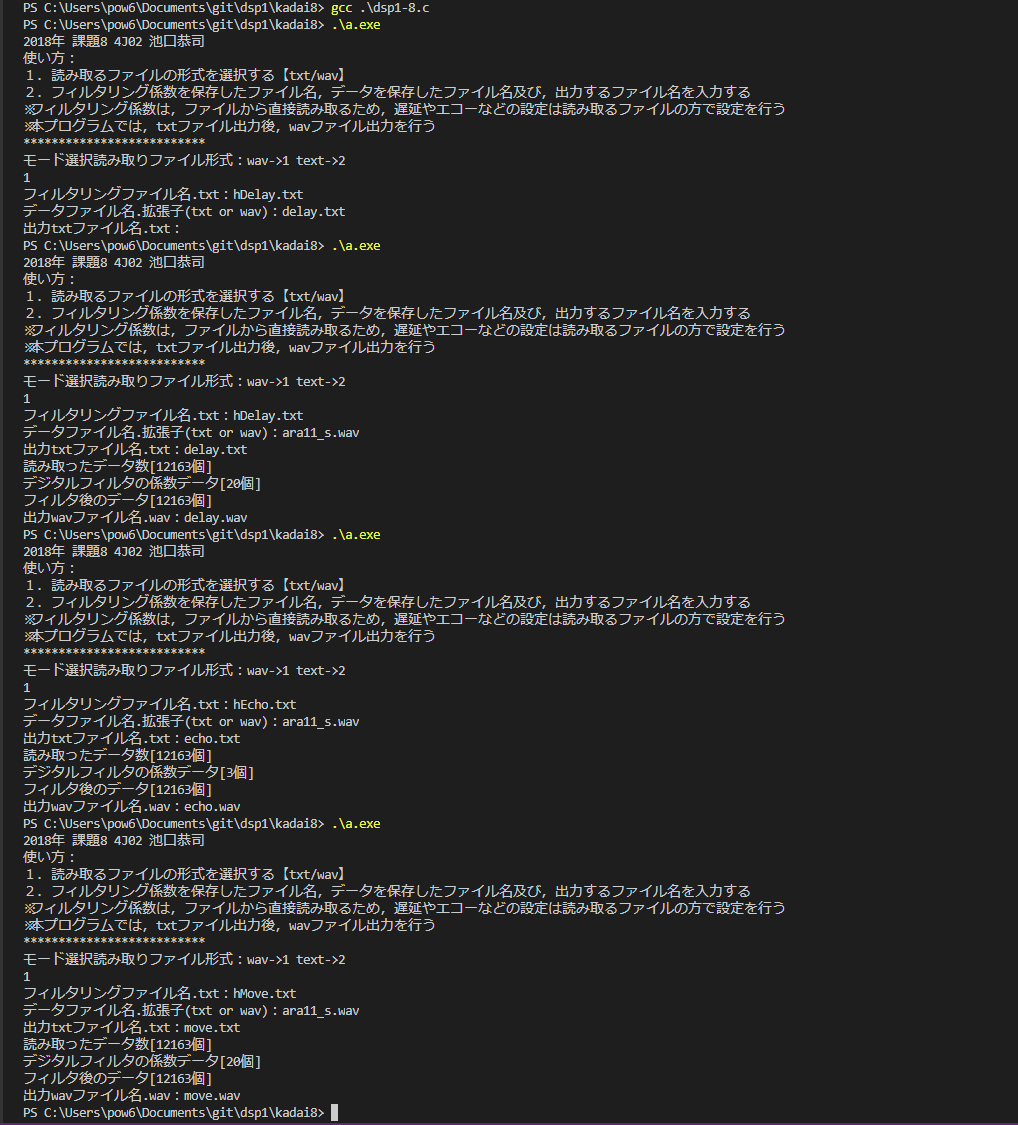 PS C:\Users\pow6\Documents\git\dsp1\kadai8> gcc .\dsp1-8.c
PS C:\Users\pow6\Documents\git\dsp1\kadai8> .\a.exe
2018年 課題8 4J02 池口恭司
使い方：
１．読み取るファイルの形式を選択する【txt/wav】
２．フィルタリング係数を保存したファイル名，データを保存したファイル名及び，出力するファイル名を入力する
※フィルタリング係数は，ファイルから直接読み取るため，遅延やエコーなどの設定は読み取るファイルの方で設定を行う
※本プログラムでは，txtファイル出力後，wavファイル出力を行う
**************************
モード選択読み取りファイル形式：wav->1 text->2
1
フィルタリングファイル名.txt：hDelay.txt
データファイル名.拡張子(txt or wav)：delay.txt
出力txtファイル名.txt：
PS C:\Users\pow6\Documents\git\dsp1\kadai8> .\a.exe
2018年 課題8 4J02 池口恭司
使い方：
１．読み取るファイルの形式を選択する【txt/wav】
２．フィルタリング係数を保存したファイル名，データを保存したファイル名及び，出力するファイル名を入力する
※フィルタリング係数は，ファイルから直接読み取るため，遅延やエコーなどの設定は読み取るファイルの方で設定を行う
※本プログラムでは，txtファイル出力後，wavファイル出力を行う
**************************
モード選択読み取りファイル形式：wav->1 text->2
1
フィルタリングファイル名.txt：hDelay.txt
データファイル名.拡張子(txt or wav)：ara11_s.wav
出力txtファイル名.txt：delay.txt
読み取ったデータ数[12163個]
デジタルフィルタの係数データ[20個]
フィルタ後のデータ[12163個]
出力wavファイル名.wav：delay.wav
PS C:\Users\pow6\Documents\git\dsp1\kadai8> .\a.exe
2018年 課題8 4J02 池口恭司
使い方：
１．読み取るファイルの形式を選択する【txt/wav】
２．フィルタリング係数を保存したファイル名，データを保存したファイル名及び，出力するファイル名を入力する
※フィルタリング係数は，ファイルから直接読み取るため，遅延やエコーなどの設定は読み取るファイルの方で設定を行う
※本プログラムでは，txtファイル出力後，wavファイル出力を行う
**************************
モード選択読み取りファイル形式：wav->1 text->2
1
フィルタリングファイル名.txt：hEcho.txt
データファイル名.拡張子(txt or wav)：ara11_s.wav
出力txtファイル名.txt：echo.txt
読み取ったデータ数[12163個]
デジタルフィルタの係数データ[3個]
フィルタ後のデータ[12163個]
出力wavファイル名.wav：echo.wav
PS C:\Users\pow6\Documents\git\dsp1\kadai8> .\a.exe
2018年 課題8 4J02 池口恭司
使い方：
１．読み取るファイルの形式を選択する【txt/wav】
２．フィルタリング係数を保存したファイル名，データを保存したファイル名及び，出力するファイル名を入力する
※フィルタリング係数は，ファイルから直接読み取るため，遅延やエコーなどの設定は読み取るファイルの方で設定を行う
※本プログラムでは，txtファイル出力後，wavファイル出力を行う
**************************
モード選択読み取りファイル形式：wav->1 text->2
1
フィルタリングファイル名.txt：hMove.txt
データファイル名.拡張子(txt or wav)：ara11_s.wav
出力txtファイル名.txt：move.txt
読み取ったデータ数[12163個]
デジタルフィルタの係数データ[20個]
フィルタ後のデータ[12163個]
出力wavファイル名.wav：move.wav
PS C:\Users\pow6\Documents\git\dsp1\kadai8>